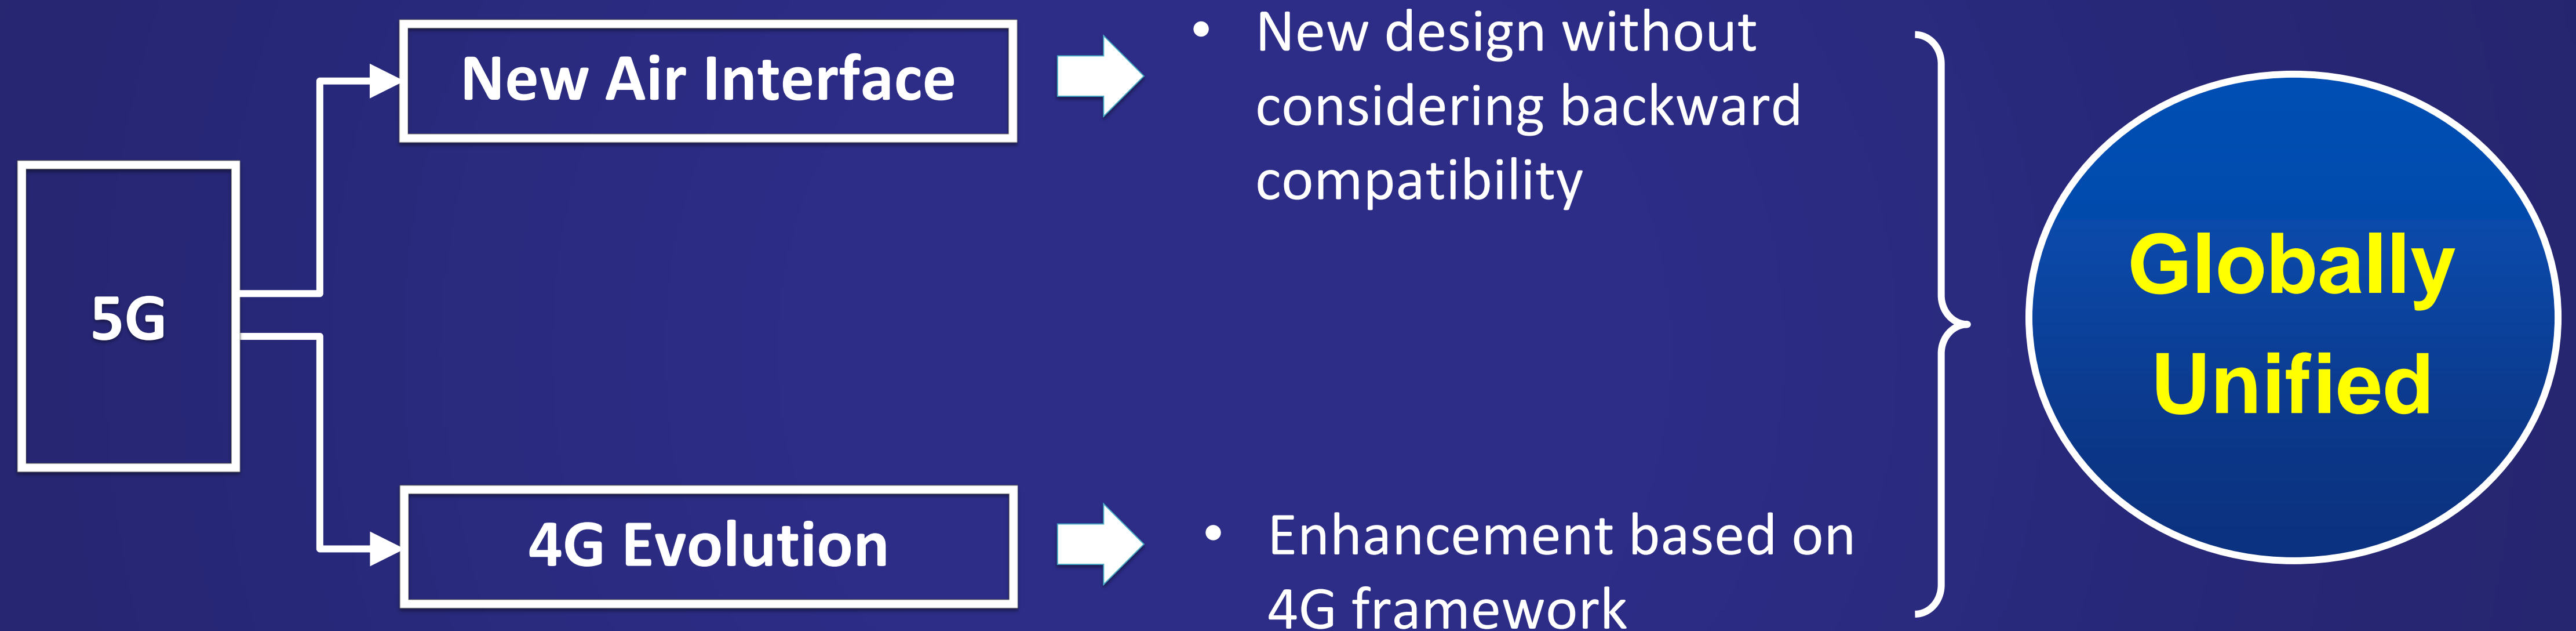 5G
New Air Interface
• New design without
considering backward
compatibility
4G Evolution
• Enhancement based on
4G framework
Globally
Unified